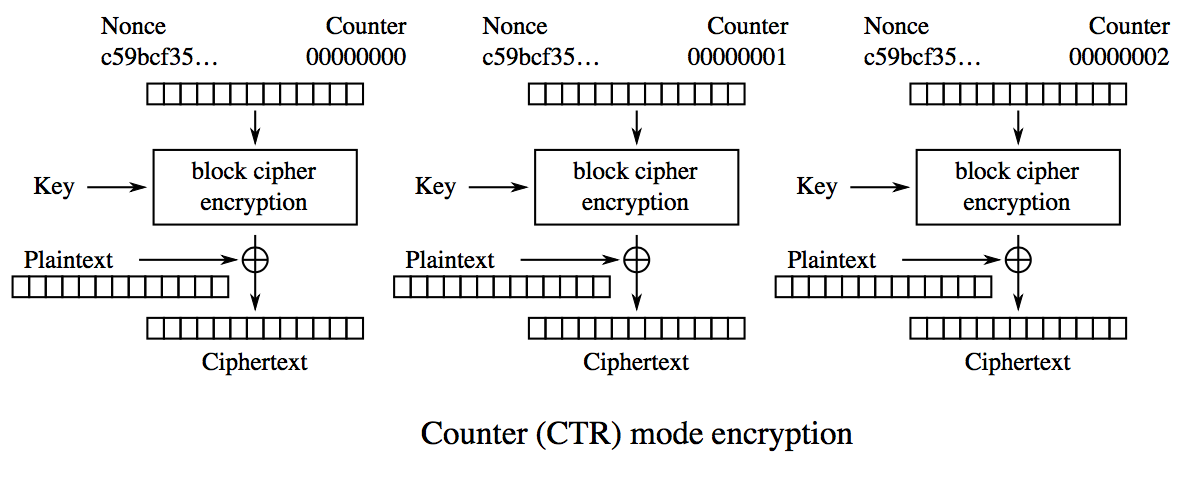 Nonce Counter Nonce Counter Nonce Counter
c59bcf35… 00000000 c59bcf35… 00000001 c59bcf35… 00000002
block cipher block cipher block cipher
Key Key Key
encryption encryption encryption
Plaintext Plaintext Plaintext
Ciphertext Ciphertext Ciphertext
Counter (CTR) mode encryption